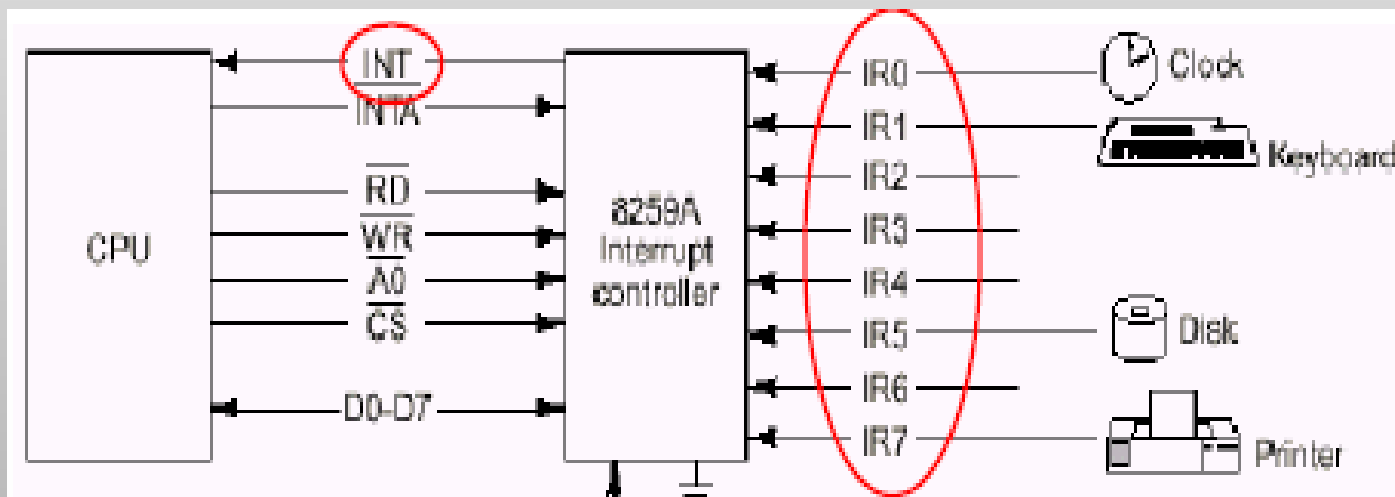 INT
INTA
RD
WR
A0
CS
D0-D7
CPU
8259A
Interrupt
controller
IR0
IR1
IR2
IR3
IR4
IR5
IR6
IR7
Clock
Keyboard
Disk
Printer